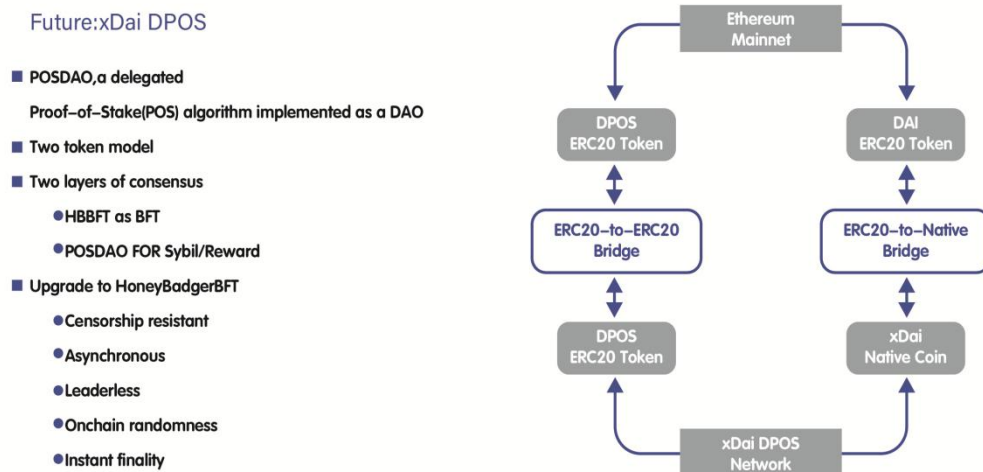 Future:xDai DPOS
POSDAO,a delegated
Proof-of-Stake(POS) algorithm implemented as a DAO
Two token model
Two layers of consensus
HBBFT as BFT
POSDAO FOR Sybil/Reward
Upgrade to HoneyBadgerBFT
Censorship resistant
Asynchronous
Leaderless
Onchain randomness
Instant finality
Ethereum
Mainnet
DPOS
ERC20 Token
DAI
ERC20 Token
ERC20-to-ERC20
Bridge
ERC20-to-Native
Bridge
DPOS
ERC20 Token
xDai
Native Coin
xDai DPOS
Network